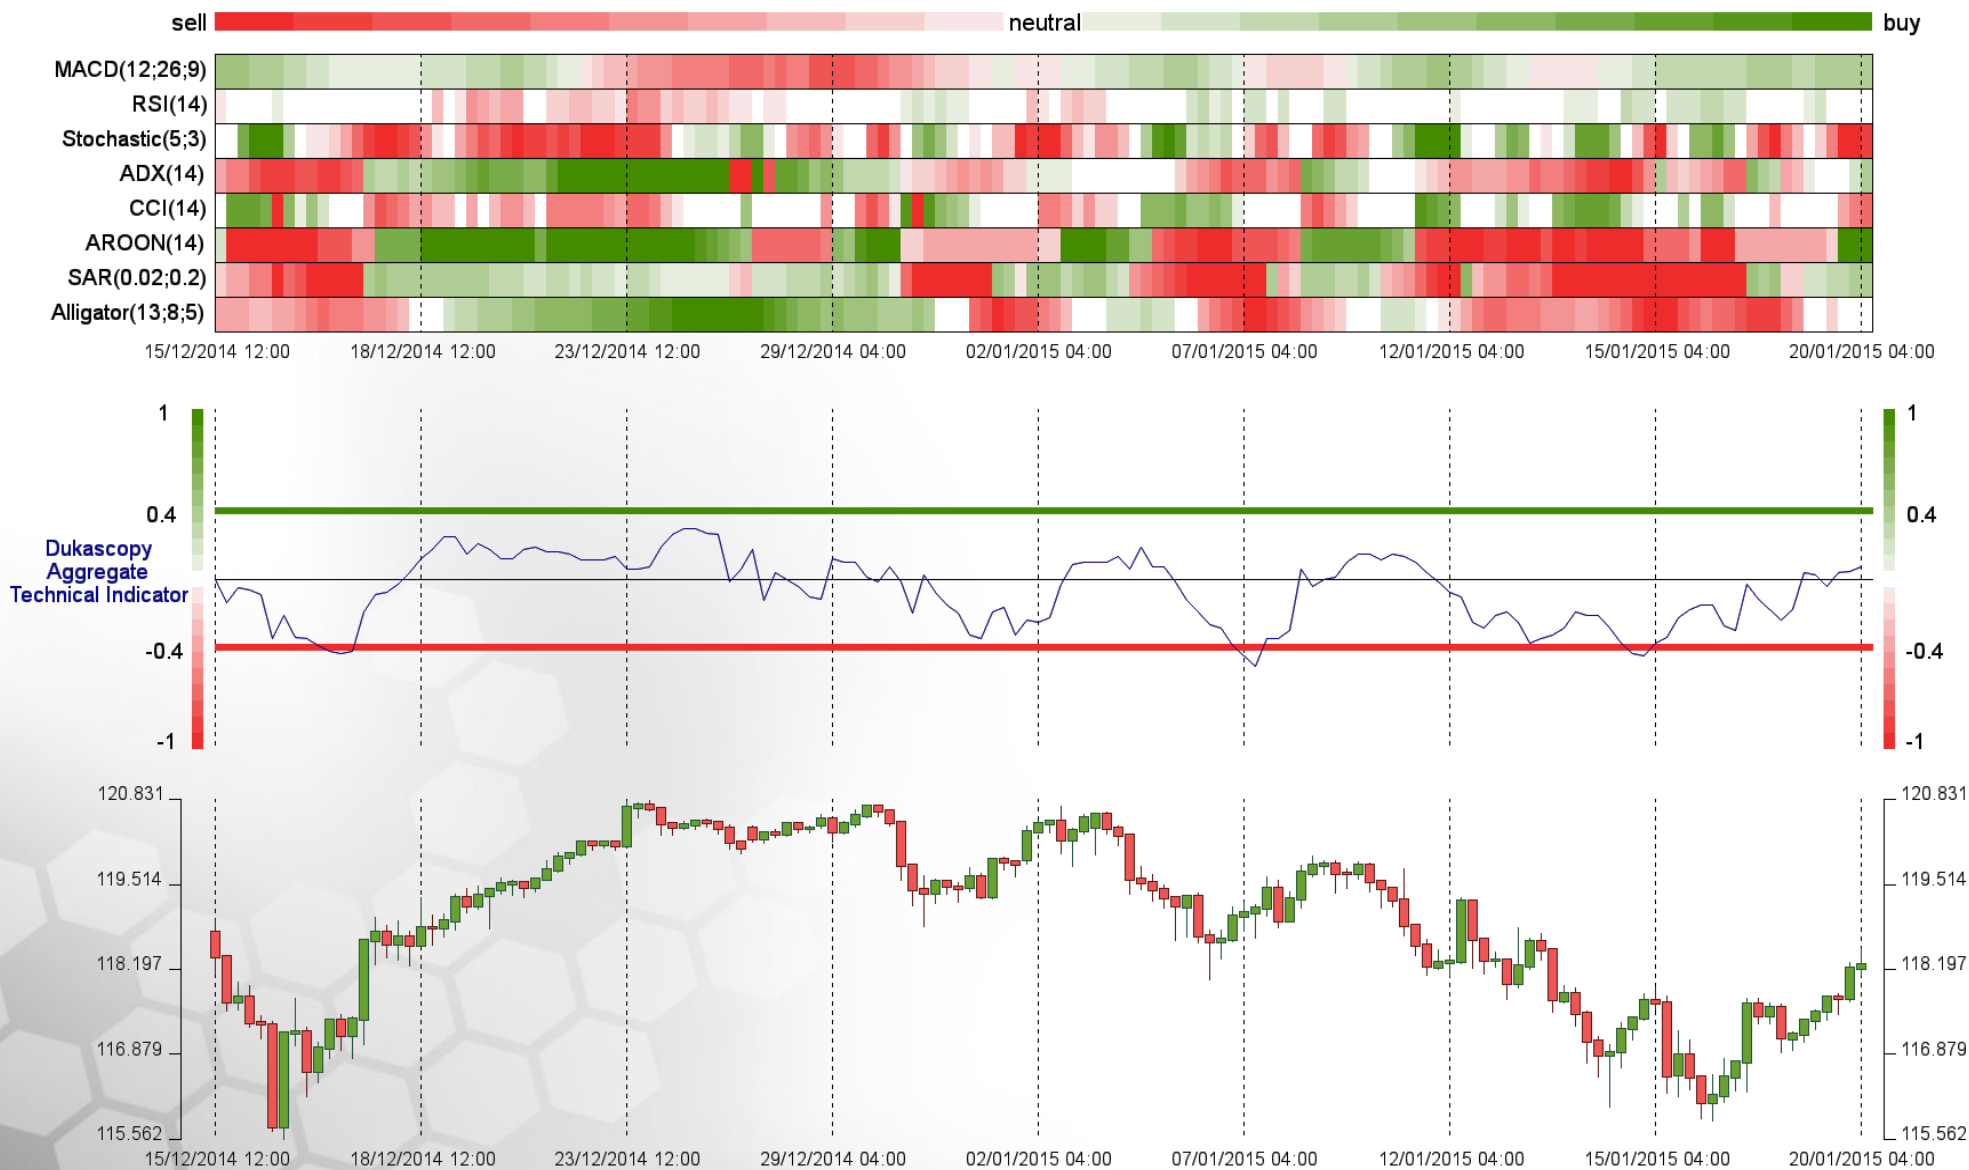 sell neutral buy
MACD(12;26;9)
RSI(14)
Stochastic(5;3)
ADX(14)
CCI(14)
AROON(14)
SAR(0.02;0.2)
Alligator(13;8;5)
15/12/2014 12:00 18/12/2014 12:00 23/12/2014 12:00 29/12/2014 04:00 02/01/2015 04:00 07/01/2015 04:00 12/01/2015 04:00 15/01/2015 04:00 20/01/2015 04:00
1 1
0.4 0.4
Dukascopy
Aggregate
Technical Indicator
-0.4 -0.4
-1 -1
120.831 120.831
119.514 119.514
118.197 118.197
116.879 116.879
115.562 115.562
15/12/2014 12:00 18/12/2014 12:00 23/12/2014 12:00 29/12/2014 04:00 02/01/2015 04:00 07/01/2015 04:00 12/01/2015 04:00 15/01/2015 04:00 20/01/2015 04:00